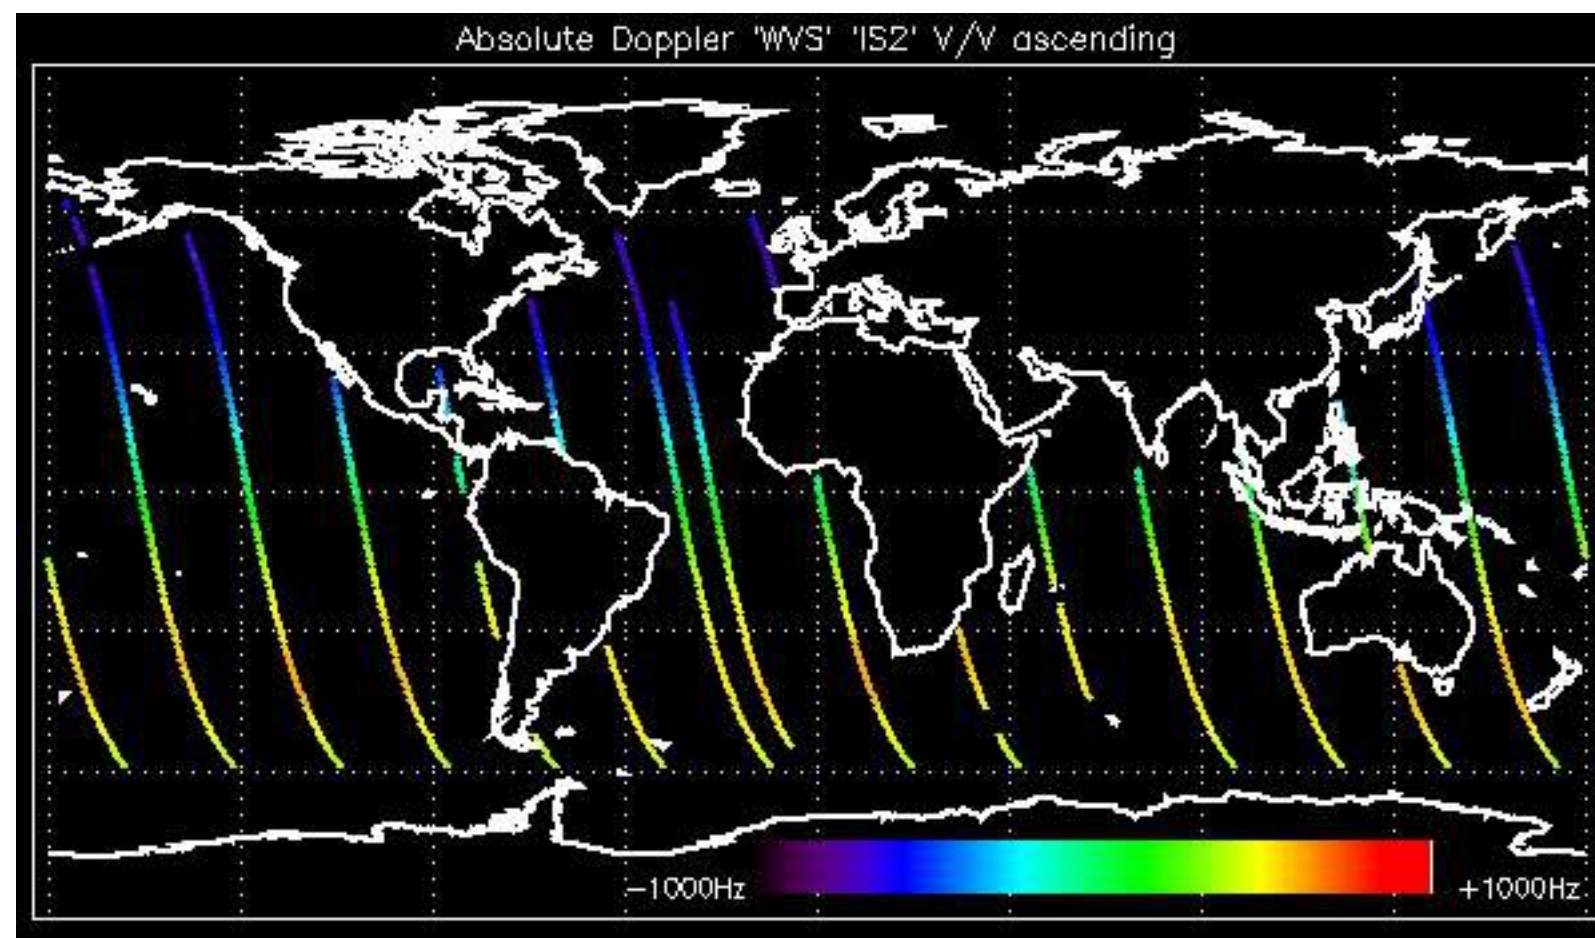 Absolute Doppler 'WVS' 'IS2' V/V ascending
−1000Hz
+1000Hz